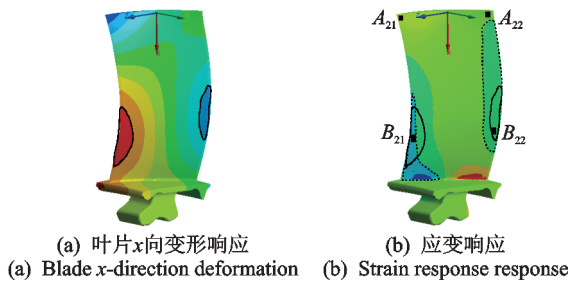 A21
A22
B21
B22
(a) 叶片x向变形响应
(b) 应变响应
(a) Blade x-direction deformation
(b) Strain response response